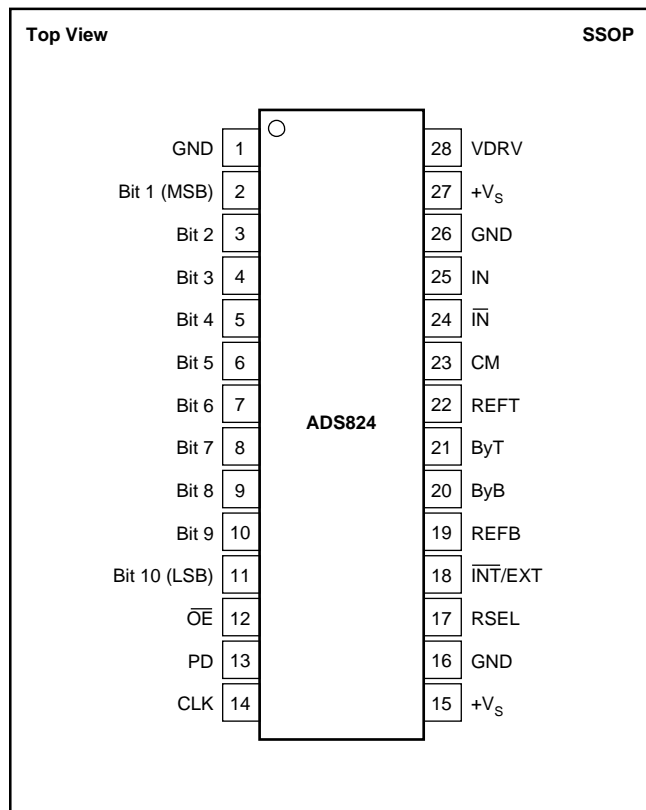 Top View SSOP
GND 1 28 VDRV
Bit 1 (MSB) 2 27 +VS
Bit 2 3 26 GND
Bit 3 4 25 IN
Bit 4 5 24 I̅N̅
Bit 5 6 23 CM
Bit 6 7 22 REFT
ADS824
Bit 7 8 21 ByT
Bit 8 9 20 ByB
Bit 9 10 19 REFB
Bit 10 (LSB) 11 18 I̅N̅T̅/EXT
O̅E̅ 12 17 RSEL
PD 13 16 GND
CLK 14 15 +VS